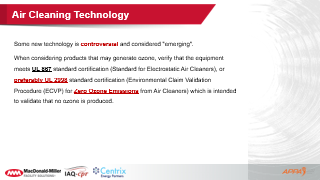 Air Cleaning Technology
Some new technology is controversial and considered "emerging".
When considering products that may generate ozone, verify that the equipment
meets UL 867 standard certification (Standard for Electrostatic Air Cleaners), or
preferably UL 2998 standard certification (Environmental Claim Validation
Procedure (ECVP) for Zero Ozone Emissions from Air Cleaners) which is intended
to validate that no ozone is produced.
MacDonald-Miller
FACILITY SOLUTIONS
IAQ-cpr
Centrix
Energy Partners